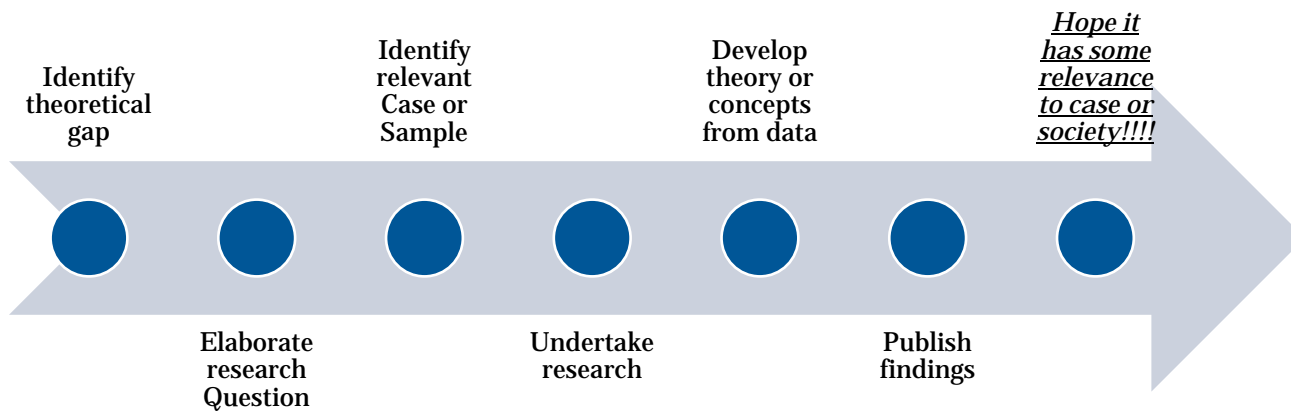 Identify
theoretical
gap
Elaborate
research
Question
Identify
relevant
Case or
Sample
Undertake
research
Develop
theory or
concepts
from data
Publish
findings
Hope it
has some
relevance
to case or
society!!!!